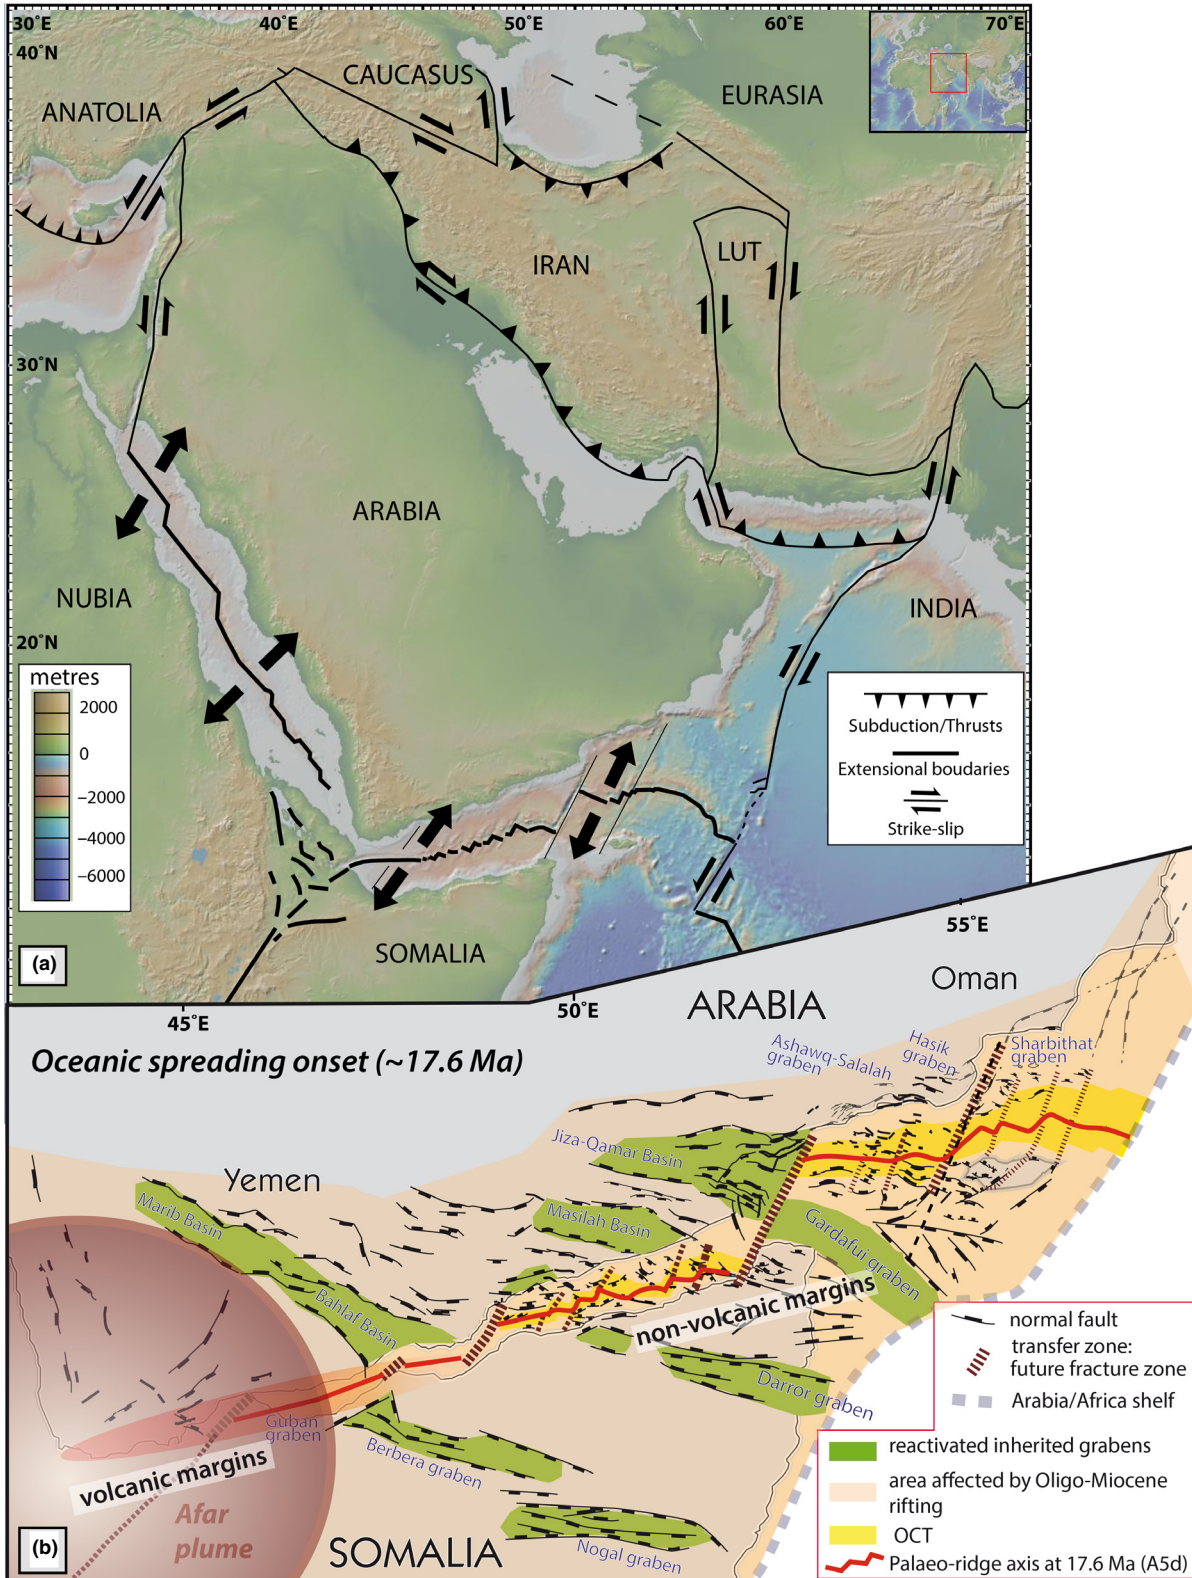 30˚E
40˚E
50˚E
60˚E
70˚E
40˚N
CAUCASUS
ANATOLIA
EURASIA
IRAN
LUT
30˚N
ARABIA
NUBIA
INDIA
20˚N
metres
2000
0
−2000
−4000
−6000
Subduction/Thrusts
Extensional boudaries
Strike-slip
SOMALIA
(a)
55˚E
50˚E
45˚E
ARABIA
Oman
Oceanic spreading onset (~17.6 Ma)
Ashawq-Salalah
graben
Hasik
graben
Sharbithat
graben
Jiza-Qamar Basin
Yemen
Marib Basin
Masilah Basin
Gardafui graben
Bahlaf Basin
non-volcanic margins
Darror graben
Guban
graben
Berbera graben
volcanic margins
Afar
plume
Nogal graben
SOMALIA
(b)
normal fault
transfer zone:
future fracture zone
Arabia/Africa shelf
reactivated inherited grabens
area affected by Oligo-Miocene
rifting
OCT
Palaeo-ridge axis at 17.6 Ma (A5d)